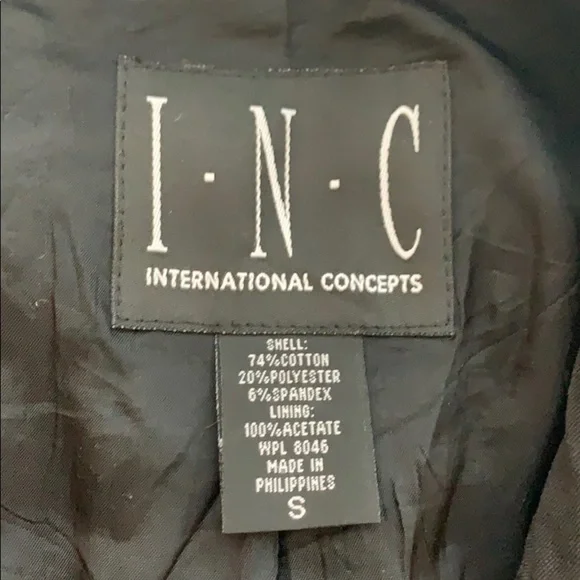 I · N · C
INTERNATIONAL CONCEPTS
SHELL:
74%COTTON
20%POLYESTER
6%SPANDEX
LINING:
100%ACETATE
WPL 8046
MADE IN
PHILIPPINES
S